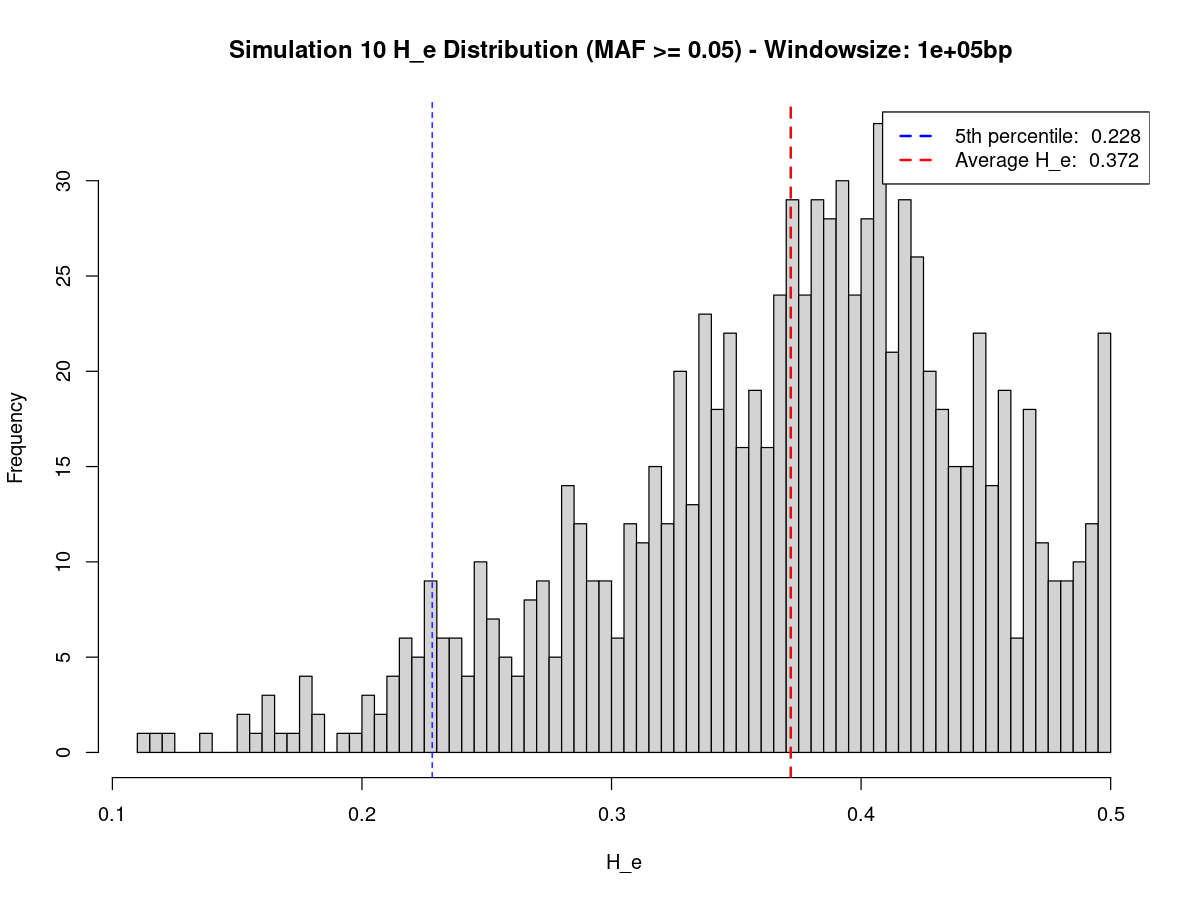 Simulation 10 H_e Distribution (MAF >= 0.05) - Windowsize: 1e+05bp
5th percentile: 0.228
Average H_e: 0.372
Frequency
30
25
20
15
10
5
0
0.1 0.2 0.3 0.4 0.5
H_e